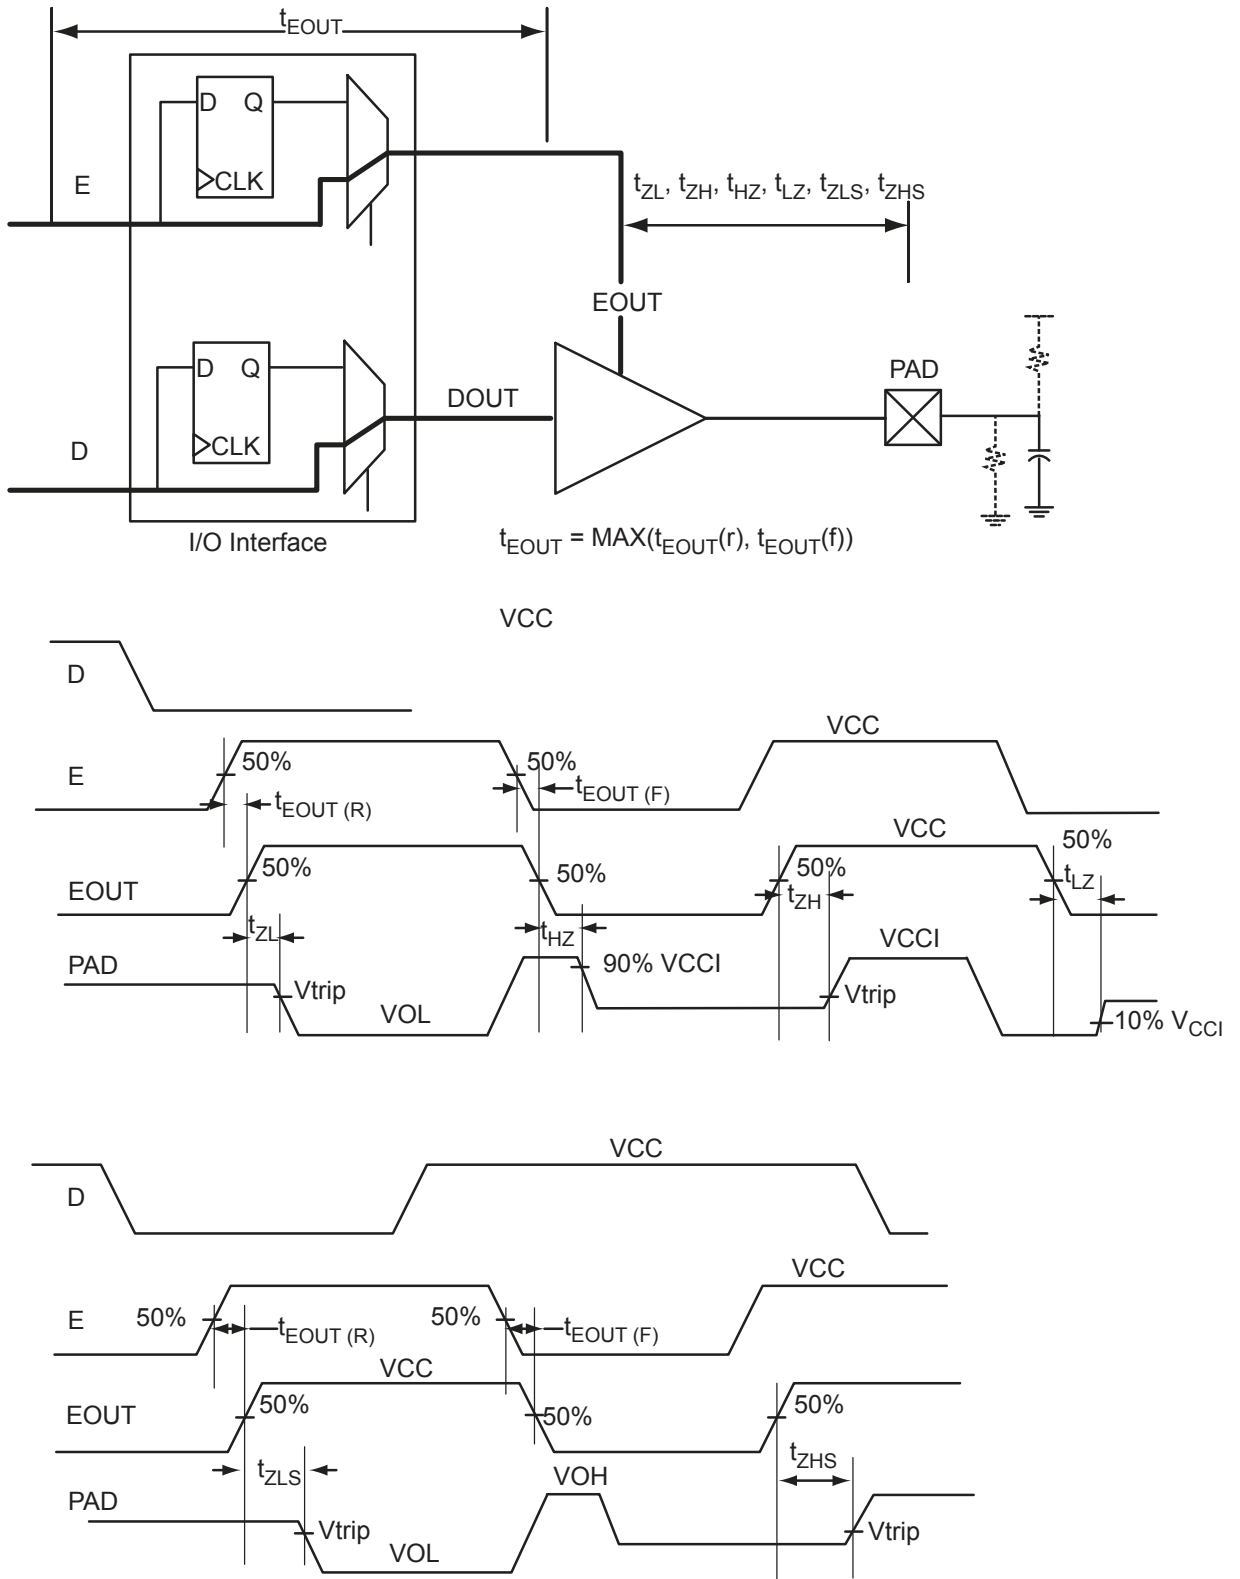 tEOUT
D Q
CLK
E
tZL, tZH, tHZ, tLZ, tZLS, tZHS
EOUT
D Q
CLK
D
DOUT
PAD
I/O Interface
tEOUT = MAX(tEOUT(r), tEOUT(f))
VCC
D
VCC
E
50%
50%
tEOUT (R)
tEOUT (F)
VCC
50%
EOUT
50%
50%
50%
tZL
tHZ
tZH
tLZ
PAD
VCCI
90% VCCI
Vtrip
Vtrip
VOL
10% VCCI
VCC
D
VCC
E
50%
50%
tEOUT (R)
tEOUT (F)
VCC
EOUT
50%
50%
50%
tZLS
tZHS
VOH
PAD
Vtrip
Vtrip
VOL